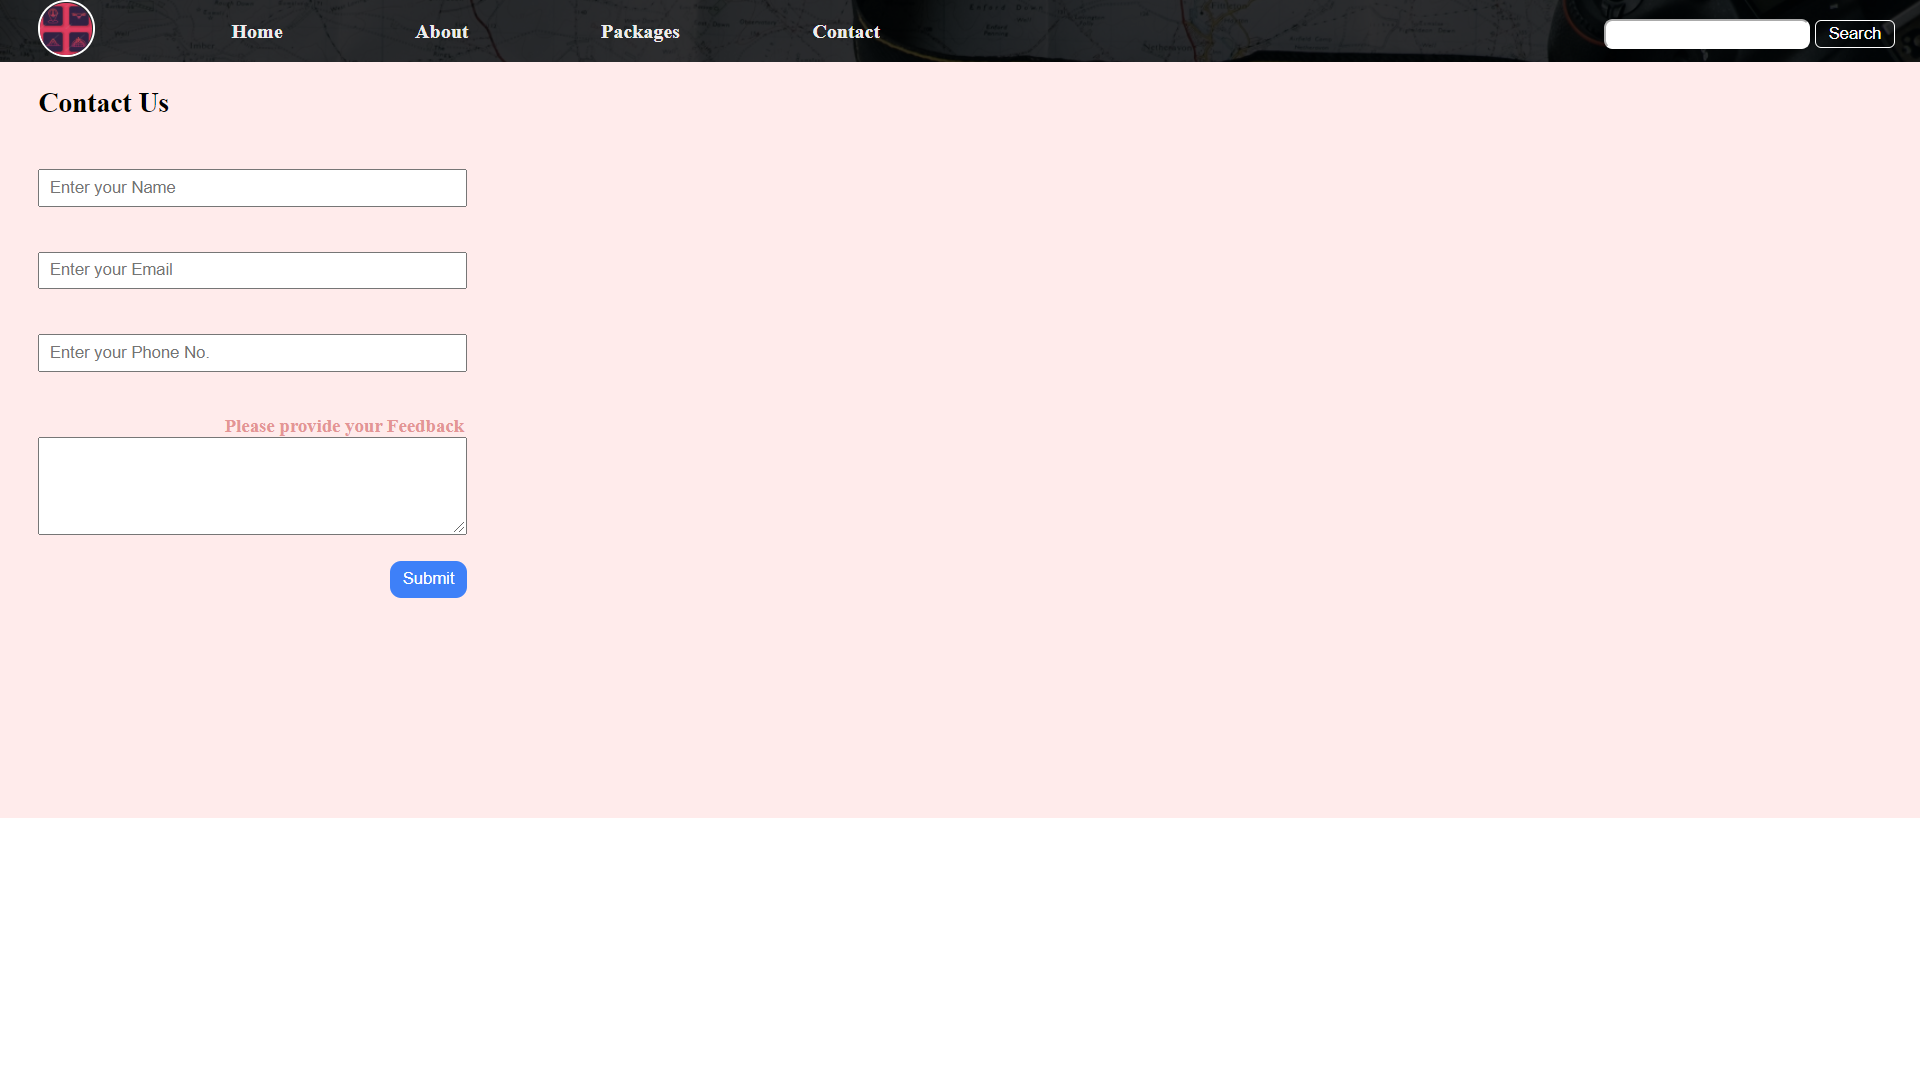 Home
About
Packages
Contact
Search
Contact Us
Enter your Name
Enter your Email
Enter your Phone No.
Please provide your Feedback
Submit